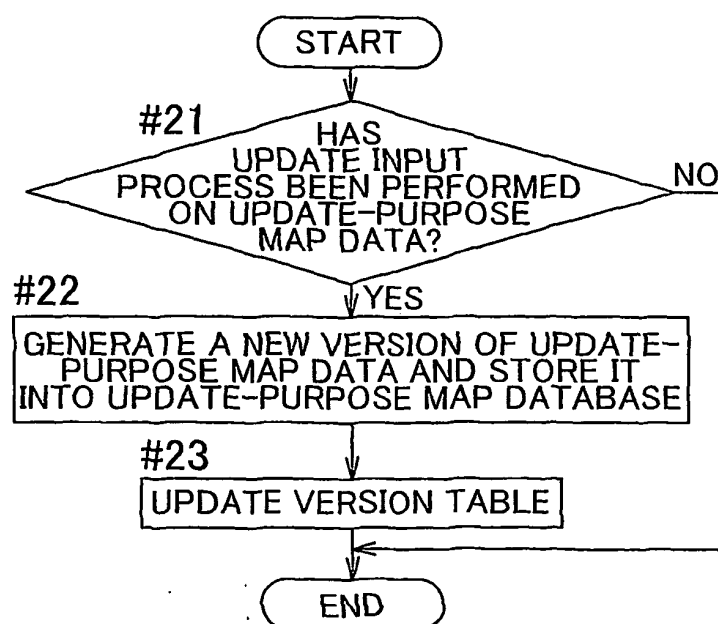 START
#21
HAS
UPDATE INPUT
PROCESS BEEN PERFORMED
ON UPDATE-PURPOSE
MAP DATA?
NO
YES
#22
GENERATE A NEW VERSION OF UPDATE-
PURPOSE MAP DATA AND STORE IT
INTO UPDATE-PURPOSE MAP DATABASE
#23
UPDATE VERSION TABLE
END